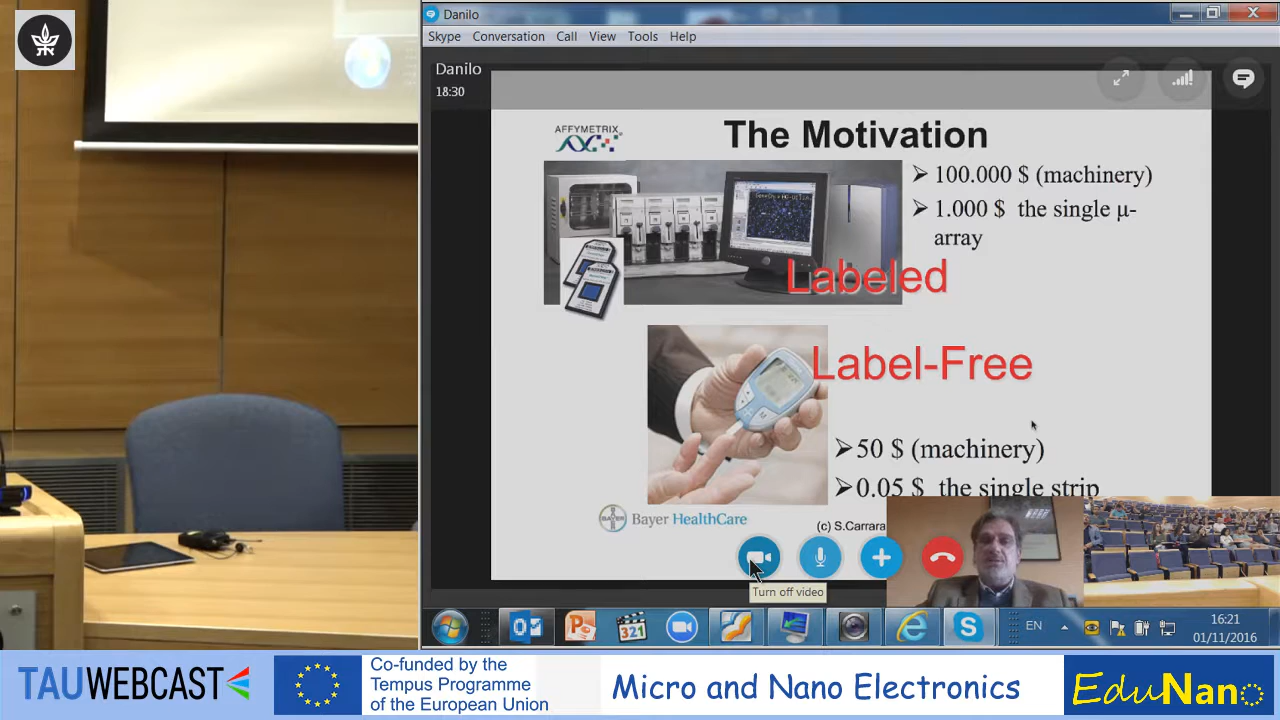 Danilo
Skype Conversation Call View Tools Help
Danilo
18:30
AFFYMETRIX
The Motivation
➢ 100.000 $ (machinery)
➢ 1.000 $ the single μ-
array
Labeled
Label-Free
➢50 $ (machinery)
➢0.05 $ the single strip
BAYER
Bayer HealthCare
(c) S.Carrara
Turn off video
321
EN
16:21
01/11/2016
TAUWEBCAST
Co-funded by the
Tempus Programme
of the European Union
Micro and Nano Electronics
EduNano